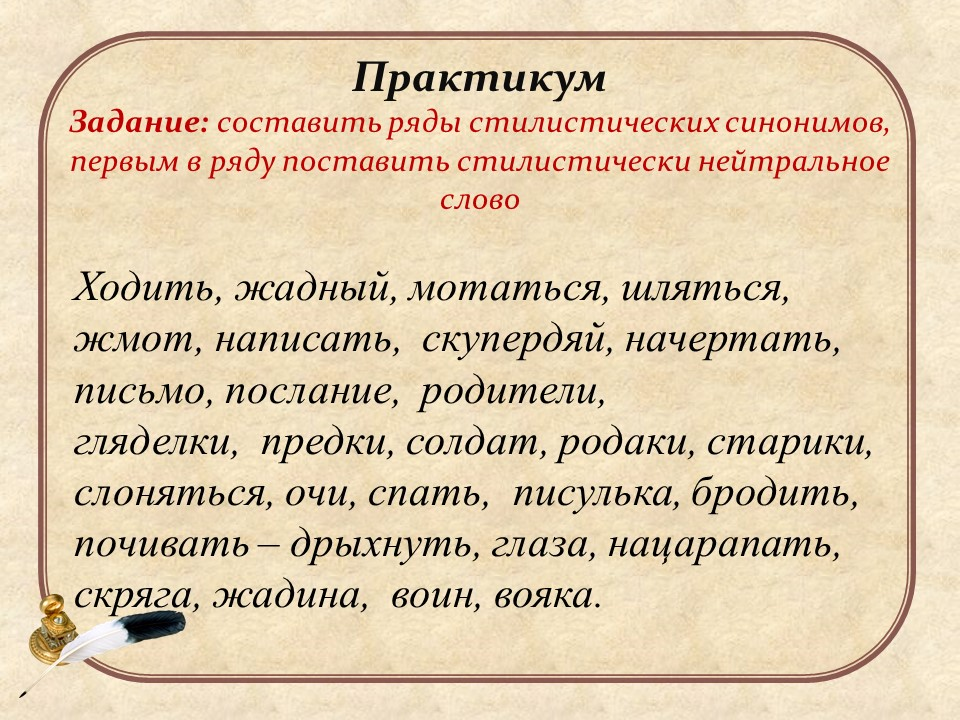 Практикум
Задание: составить ряды стилистических синонимов,
первым в ряду поставить стилистически нейтральное
слово
Ходить, жадный, мотаться, шляться,
жмот, написать, скупердяй, начертать,
письмо, послание, родители,
гляделки, предки, солдат, родаки, старики,
слоняться, очи, спать, писулька, бродить,
почивать – дрыхнуть, глаза, нацарапать,
скряга, жадина, воин, вояка.